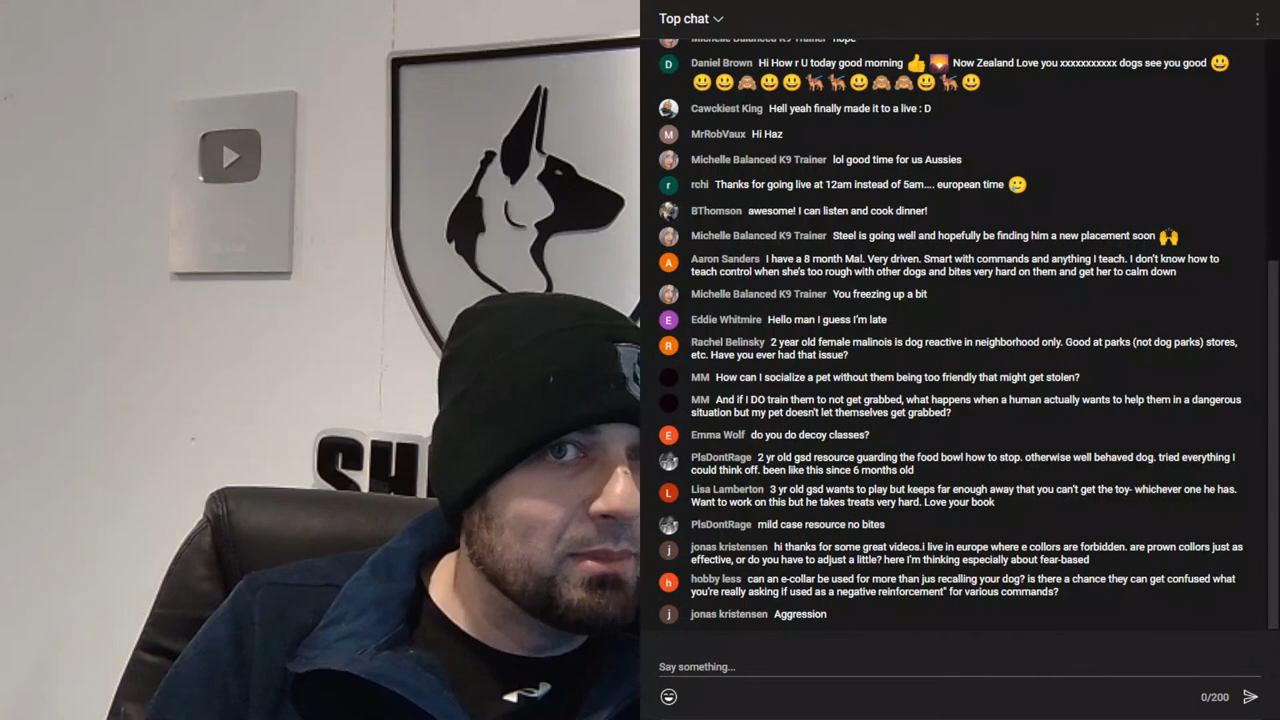 Top chat
Michelle Balanced K9 Trainer nope
Daniel Brown Hi How r U today good morning 👍 🌄 Now Zealand Love you xxxxxxxxxxx dogs see you good 😃
😃 😃 🙈 😃 😃 🐕‍🦺 🐕‍🦺 😃 🙈 🙈 😃 🐕‍🦺 😃
Cawckiest King Hell yeah finally made it to a live : D
M MrRobVaux Hi Haz
Michelle Balanced K9 Trainer lol good time for us Aussies
r rchi Thanks for going live at 12am instead of 5am.... european time 🥲
BThomson awesome! I can listen and cook dinner!
Michelle Balanced K9 Trainer Steel is going well and hopefully be finding him a new placement soon 🙌
A Aaron Sanders I have a 8 month Mal. Very driven. Smart with commands and anything I teach. I don't know how to
teach control when she's too rough with other dogs and bites very hard on them and get her to calm down
Michelle Balanced K9 Trainer You freezing up a bit
E Eddie Whitmire Hello man I guess I'm late
R Rachel Belinsky 2 year old female malinois is dog reactive in neighborhood only. Good at parks (not dog parks) stores,
etc. Have you ever had that issue?
MM How can I socialize a pet without them being too friendly that might get stolen?
MM And if I DO train them to not get grabbed, what happens when a human actually wants to help them in a dangerous
situation but my pet doesn't let themselves get grabbed?
E Emma Wolf do you do decoy classes?
PlsDontRage 2 yr old gsd resource guarding the food bowl how to stop. otherwise well behaved dog. tried everything I
could think off. been like this since 6 months old
L Lisa Lamberton 3 yr old gsd wants to play but keeps far enough away that you can't get the toy- whichever one he has.
Want to work on this but he takes treats very hard. Love your book
PlsDontRage mild case resource no bites
j jonas kristensen hi thanks for some great videos.i live in europe where e collors are forbidden. are prown collors just as
effective, or do you have to adjust a little? here I'm thinking especially about fear-based
h hobby less can an e-collar be used for more than jus recalling your dog? is there a chance they can get confused what
you're really asking if used as a negative reinforcement" for various commands?
j jonas kristensen Aggression
Say something...
0/200
SH